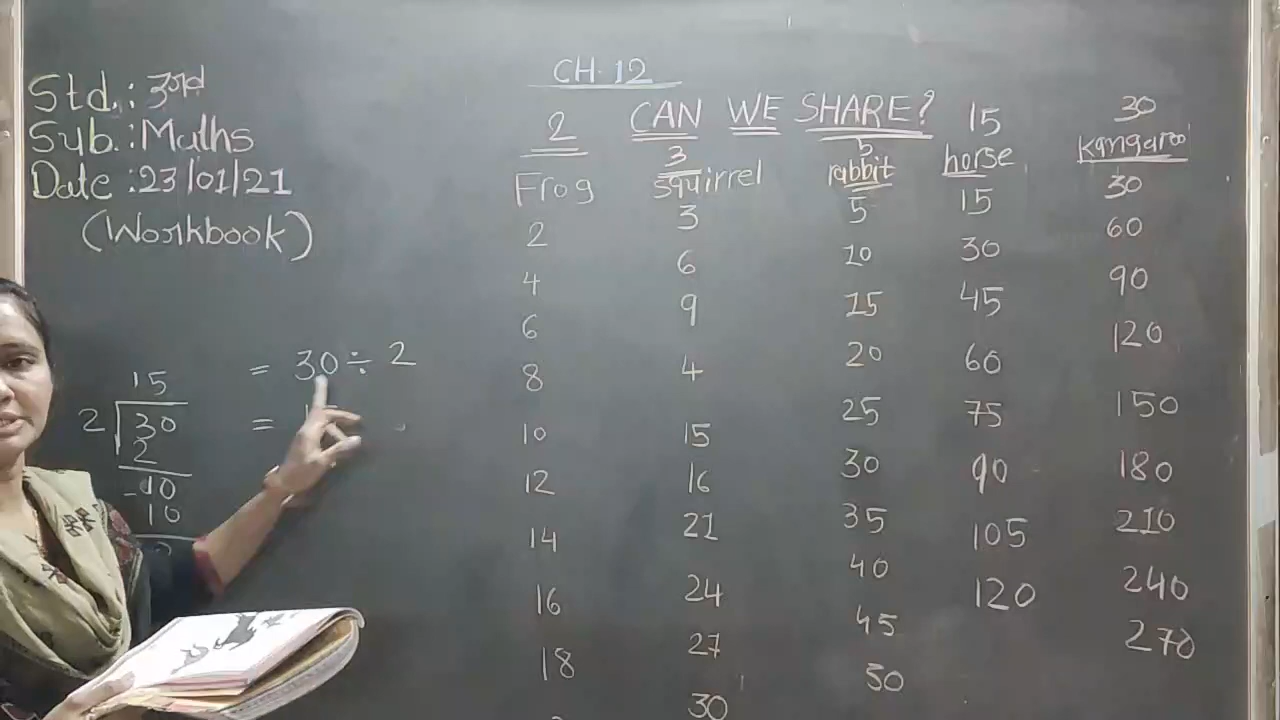 Std.: 3rd
Sub.: Maths
Date: 23/01/21
(Workbook)
CH. 12
CAN WE SHARE?
2 3 5 15 30
Frog squirrel rabbit horse kangaroo
2 3 5 15 30
4 6 10 30 60
6 9 15 45 90
8 4 20 60 120
10 15 25 75 150
12 16 30 90 180
14 21 35 105 210
16 24 40 120 240
18 27 45 270
30 50
15
2 30
2
-10
10
= 30 ÷ 2
=